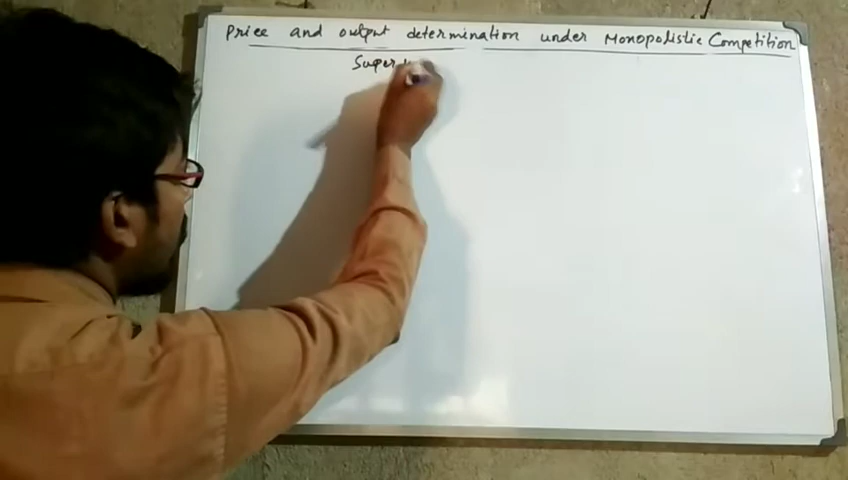 Price and output determination under Monopolistic Competition
Super